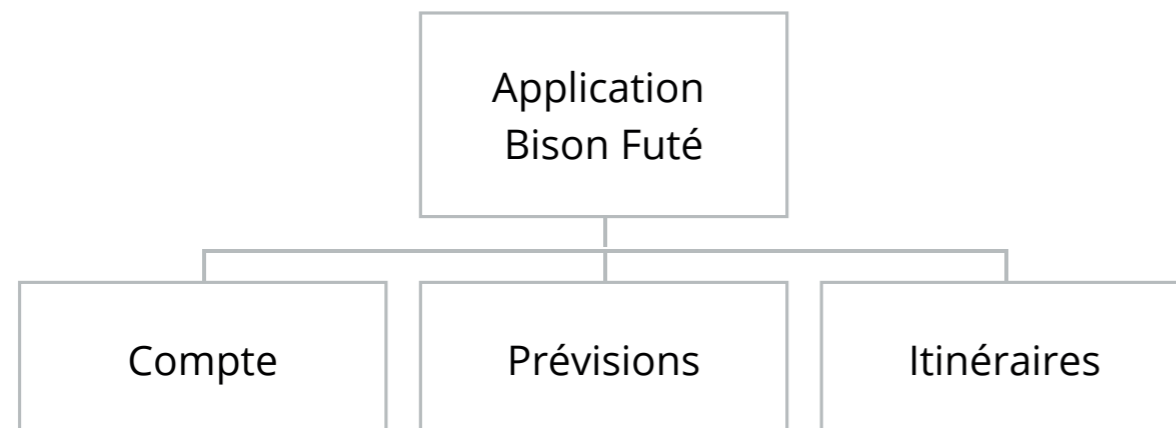 Application
Bison Futé
Compte
Prévisions
Itinéraires